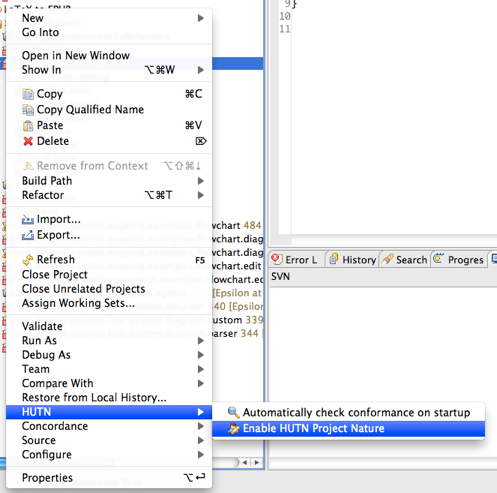 LaTeX to EPUB
New
Go Into
Open in New Window
Show In ⌥⌘W
Copy ⌘C
Copy Qualified Name
Paste ⌘V
Delete ⌦
Remove from Context ⌥⇧⌘↓
Build Path
Refactor ⌥⌘T
Import...
Export...
Refresh F5
Close Project
Close Unrelated Projects
Assign Working Sets...
Validate
Run As
Debug As
Team
Compare With
Restore from Local History...
HUTN
Concordance
Source
Configure
Properties ⌥↩
Automatically check conformance on startup
Enable HUTN Project Nature
lowchart 484
wchart.diag
wchart.diag
wchart.edit
owchart.ed
[Epsilon at
40 [Epsilon
ustom 339
arser 344
9 }
10
11
Error L
History
Search
Progres
SVN